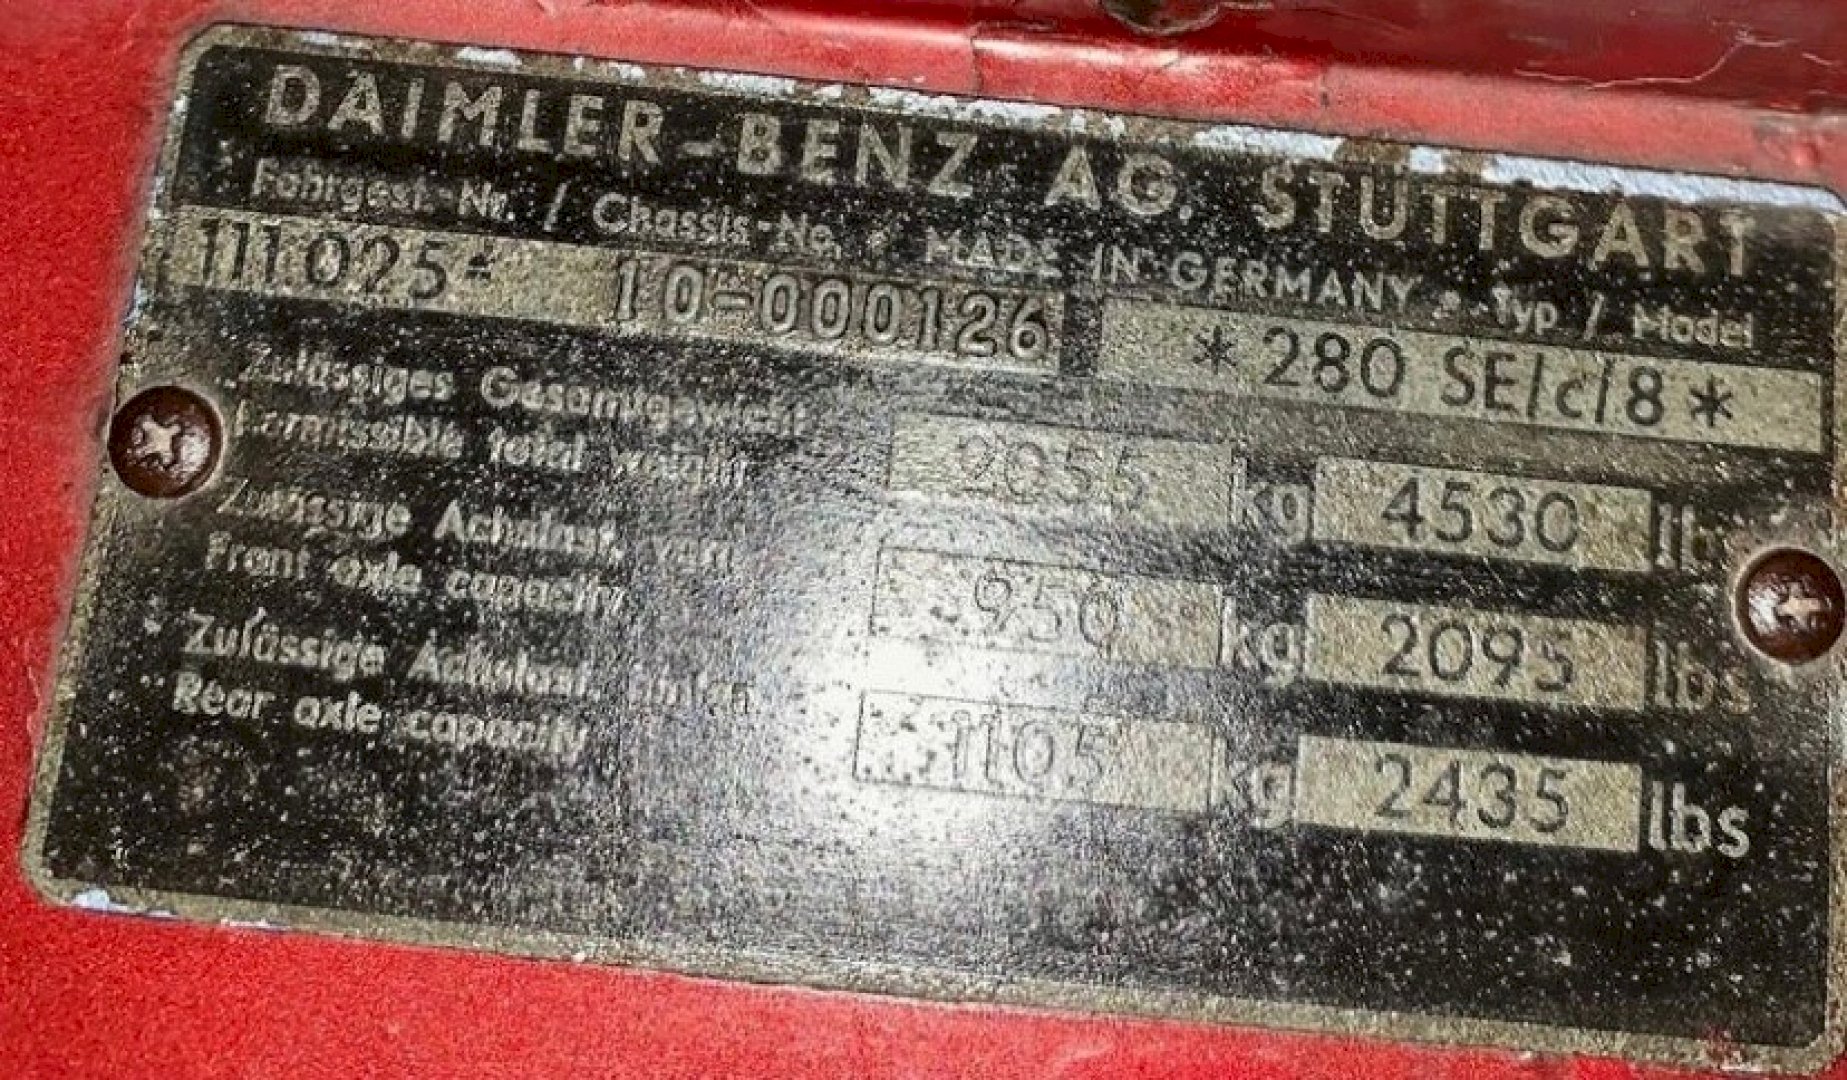 DAIMLER-BENZ AG. STUTTGART
Fahrgest.-Nr. / Chassis-No. • MADE IN GERMANY • Typ / Model
111025- 10-000126 *280 SE/c/8*
Zulässiges Gesamtgewicht
Permissible total weight 2055 kg 4530 lbs
Zulässige Achslast vorn
Front axle capacity 950 kg 2095 lbs
Zulässige Achslast hinten
Rear axle capacity 1105 kg 2435 lbs